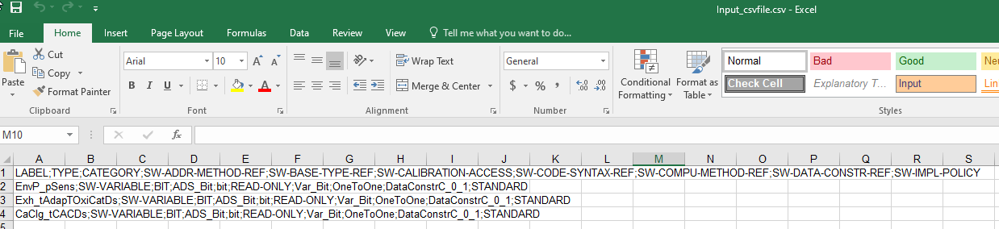 Input_csvfile.csv - Excel
File Home Insert Page Layout Formulas Data Review View Tell me what you want to do...
Cut
Copy
Format Painter
Paste
Clipboard
Arial 10 A A
B I U A
Font
Wrap Text
Merge & Center
Alignment
General
$ % , .00 .0
Number
Conditional Formatting
Format as Table
Normal Bad Good
Check Cell Explanatory T... Input
Styles
M10 fx
A B C D E F G H I J K L M N O P Q R S
1 LABEL;TYPE;CATEGORY;SW-ADDR-METHOD-REF;SW-BASE-TYPE-REF;SW-CALIBRATION-ACCESS;SW-CODE-SYNTAX-REF;SW-COMPU-METHOD-REF;SW-DATA-CONSTR-REF;SW-IMPL-POLICY
2 EnvP_pSens;SW-VARIABLE;BIT;ADS_Bit;bit;READ-ONLY;Var_Bit;OneToOne;DataConstrC_0_1;STANDARD
3 Exh_tAdapTOxiCatDs;SW-VARIABLE;BIT;ADS_Bit;bit;READ-ONLY;Var_Bit;OneToOne;DataConstrC_0_1;STANDARD
4 CaClg_tCACDs;SW-VARIABLE;BIT;ADS_Bit;bit;READ-ONLY;Var_Bit;OneToOne;DataConstrC_0_1;STANDARD